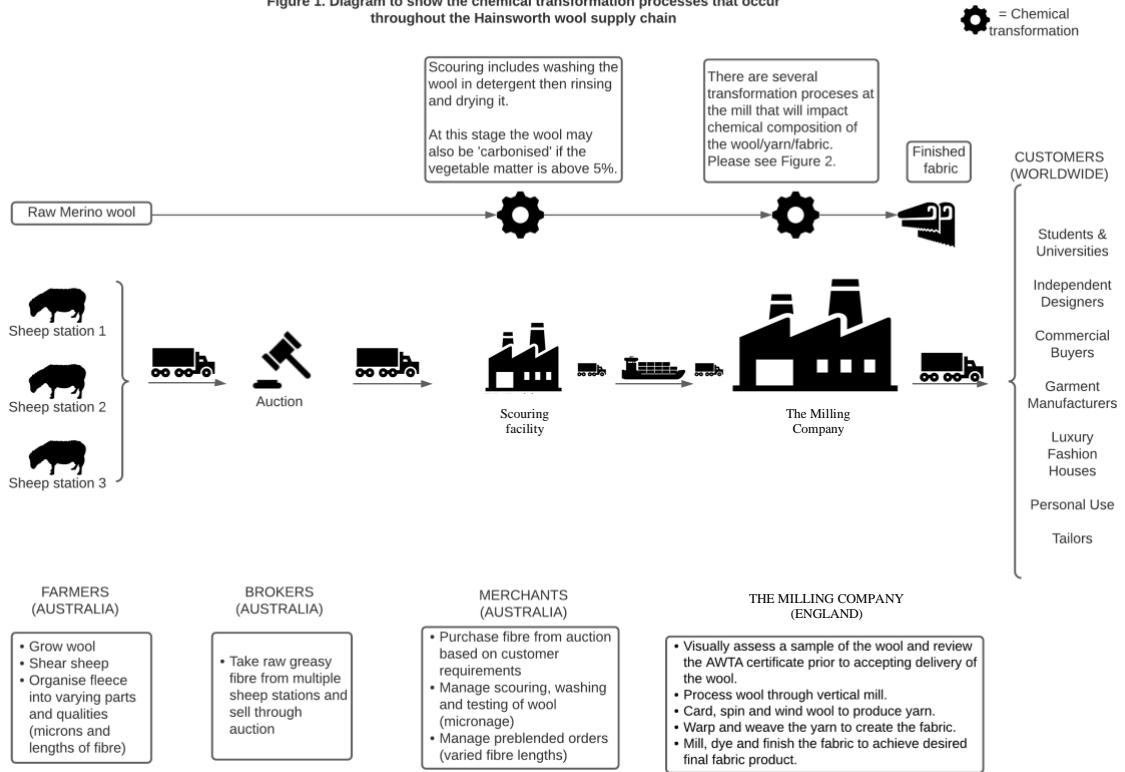 Figure 1. Diagram to show the chemical transformation processes that occur
throughout the Hainsworth wool supply chain
= Chemical
transformation
Scouring includes washing the
wool in detergent then rinsing
and drying it.
At this stage the wool may
also be 'carbonised' if the
vegetable matter is above 5%.
There are several
transformation proceses at
the mill that will impact
chemical composition of
the wool/yarn/fabric.
Please see Figure 2.
Finished
fabric
CUSTOMERS
(WORLDWIDE)
Raw Merino wool
Students &
Universities
Independent
Designers
Commercial
Buyers
Garment
Manufacturers
Luxury
Fashion
Houses
Personal Use
Tailors
Sheep station 1
Sheep station 2
Sheep station 3
Auction
Scouring
facility
The Milling
Company
FARMERS
(AUSTRALIA)
• Grow wool
• Shear sheep
• Organise fleece
into varying parts
and qualities
(microns and
lengths of fibre)
BROKERS
(AUSTRALIA)
• Take raw greasy
fibre from multiple
sheep stations and
sell through
auction
MERCHANTS
(AUSTRALIA)
• Purchase fibre from auction
based on customer
requirements
• Manage scouring, washing
and testing of wool
(micronage)
• Manage preblended orders
(varied fibre lengths)
THE MILLING COMPANY
(ENGLAND)
• Visually assess a sample of the wool and review
the AWTA certificate prior to accepting delivery of
the wool.
• Process wool through vertical mill.
• Card, spin and wind wool to produce yarn.
• Warp and weave the yarn to create the fabric.
• Mill, dye and finish the fabric to achieve desired
final fabric product.